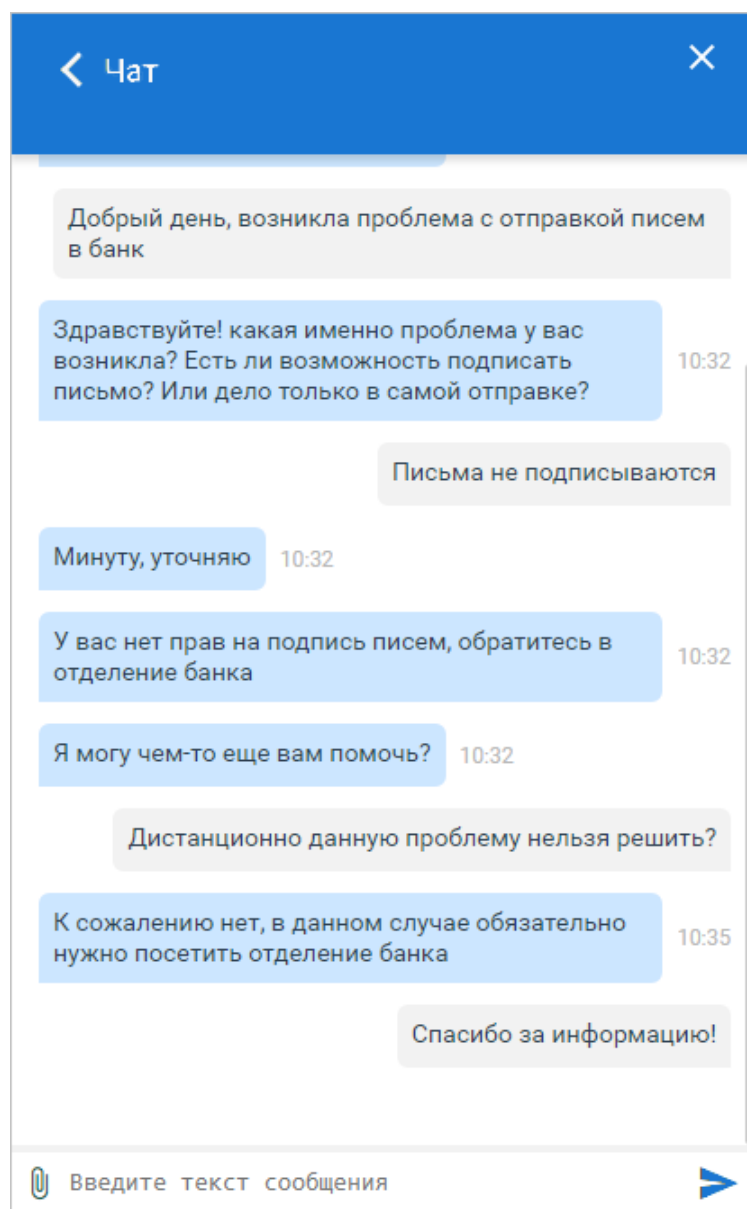 Чат
Добрый день, возникла проблема с отправкой писем
в банк
Здравствуйте! какая именно проблема у вас
возникла? Есть ли возможность подписать
письмо? Или дело только в самой отправке?
10:32
Письма не подписываются
Минуту, уточняю
10:32
У вас нет прав на подпись писем, обратитесь в
отделение банка
10:32
Я могу чем-то еще вам помочь?
10:32
Дистанционно данную проблему нельзя решить?
К сожалению нет, в данном случае обязательно
нужно посетить отделение банка
10:35
Спасибо за информацию!
Введите текст сообщения